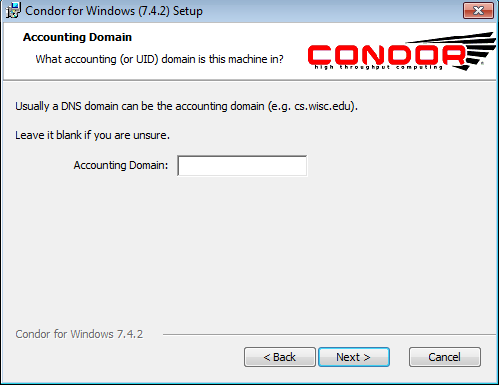 Condor for Windows (7.4.2) Setup
Accounting Domain
What accounting (or UID) domain is this machine in?
CONDOR
high throughput computing
Usually a DNS domain can be the accounting domain (e.g. cs.wisc.edu).
Leave it blank if you are unsure.
Accounting Domain:
Condor for Windows 7.4.2
< Back
Next >
Cancel